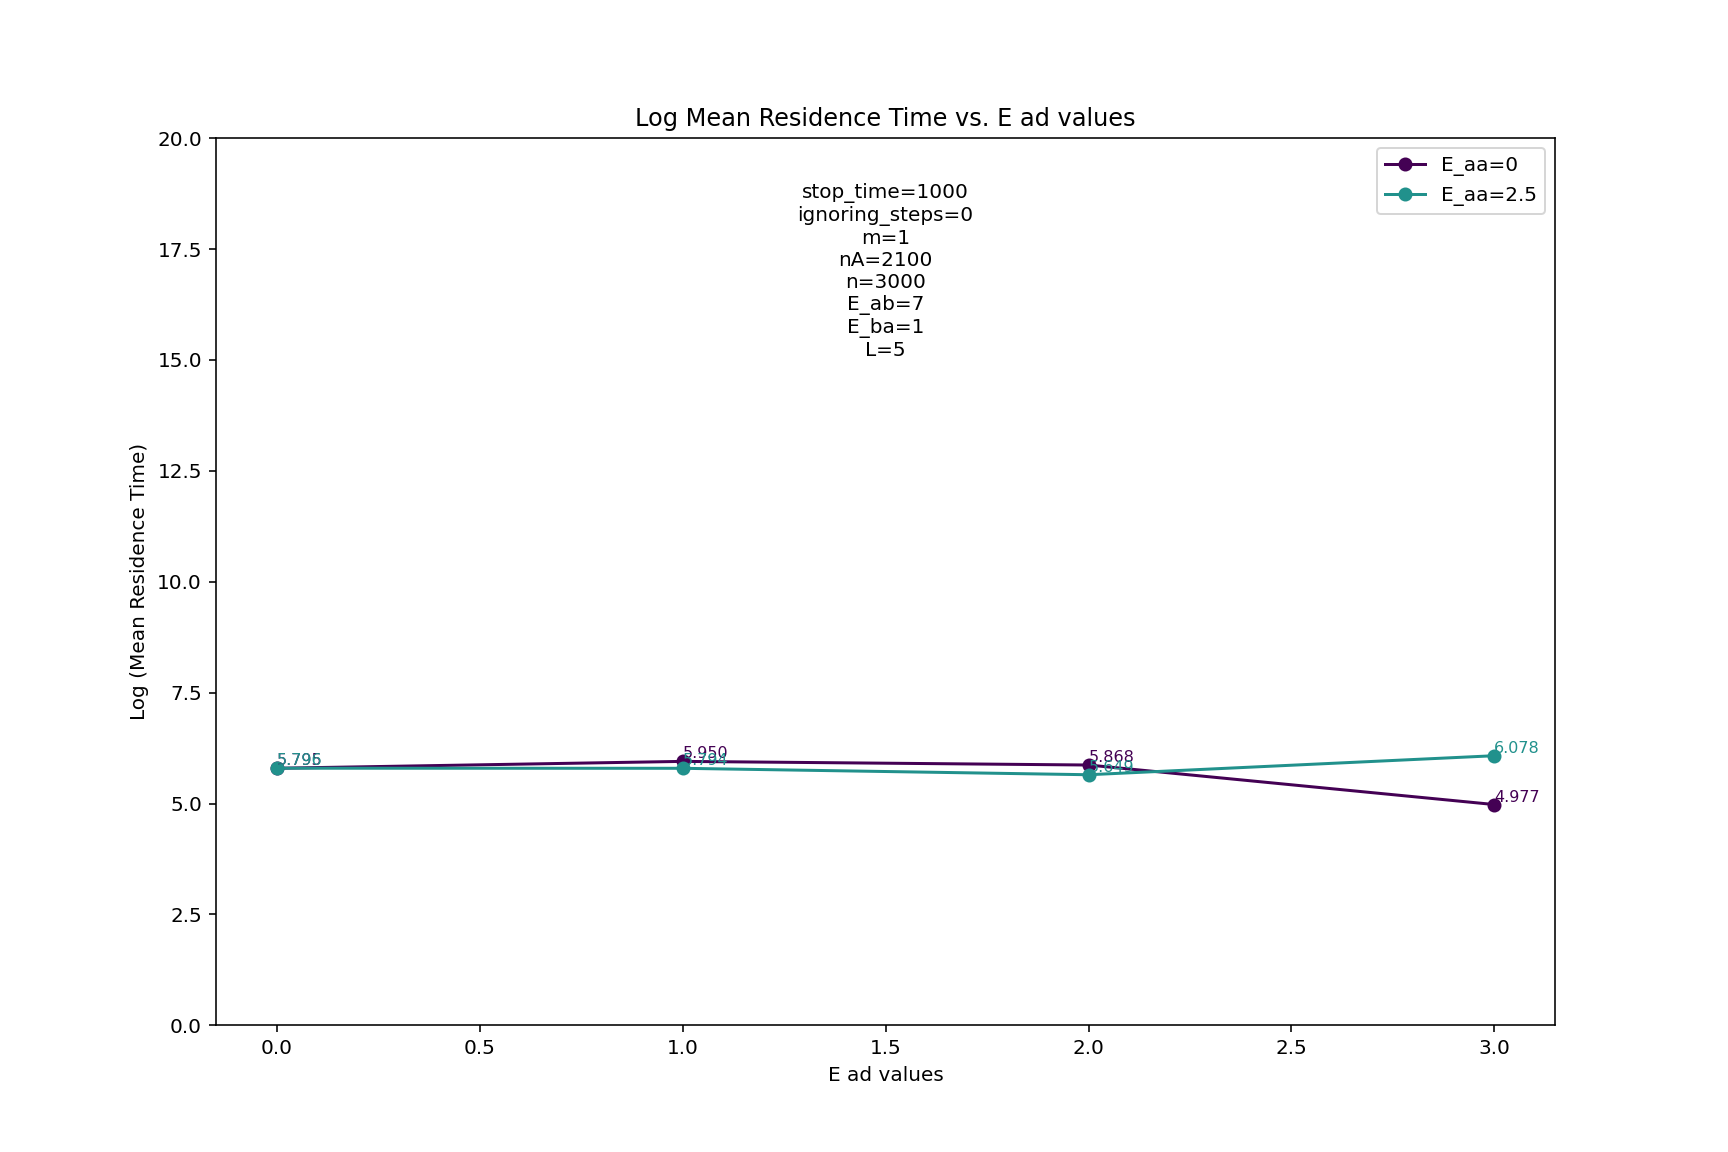 Log Mean Residence Time vs. E ad values
E_aa=0
E_aa=2.5
stop_time=1000
ignoring_steps=0
m=1
nA=2100
n=3000
E_ab=7
E_ba=1
L=5
Log (Mean Residence Time)
20.0
17.5
15.0
12.5
10.0
7.5
5.0
2.5
0.0
5.950
5.868
6.078
4.977
0.0
0.5
1.0
1.5
2.0
2.5
3.0
E ad values